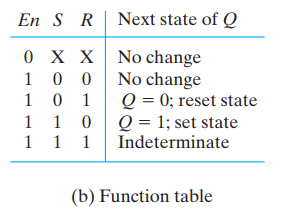 En S R Next state of Q
0 X X No change
1 0 0 No change
1 0 1 Q = 0; reset state
1 1 0 Q = 1; set state
1 1 1 Indeterminate
(b) Function table